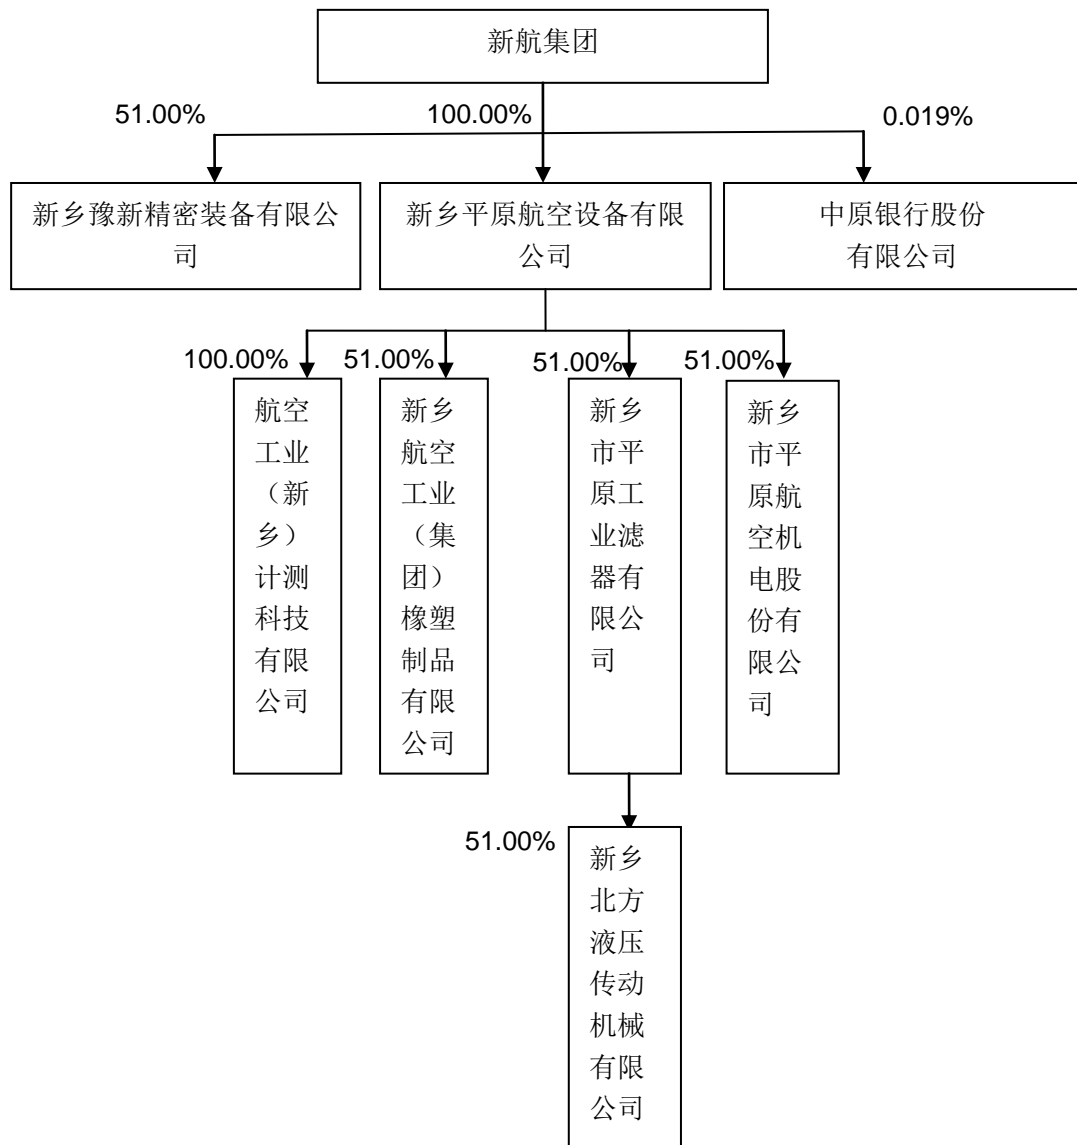 新航集团
51.00%
100.00%
0.019%
新乡豫新精密装备有限公
司
新乡平原航空设备有限
公司
中原银行股份
有限公司
100.00%
51.00%
51.00%
51.00%
航空
工业
（新
乡）
计测
科技
有限
公司
新乡
航空
工业
（集
团）
橡塑
制品
有限
公司
新乡
市平
原工
业滤
器有
限公
司
新乡
市平
原航
空机
电股
份有
限公
司
51.00%
新乡
北方
液压
传动
机械
有限
公司